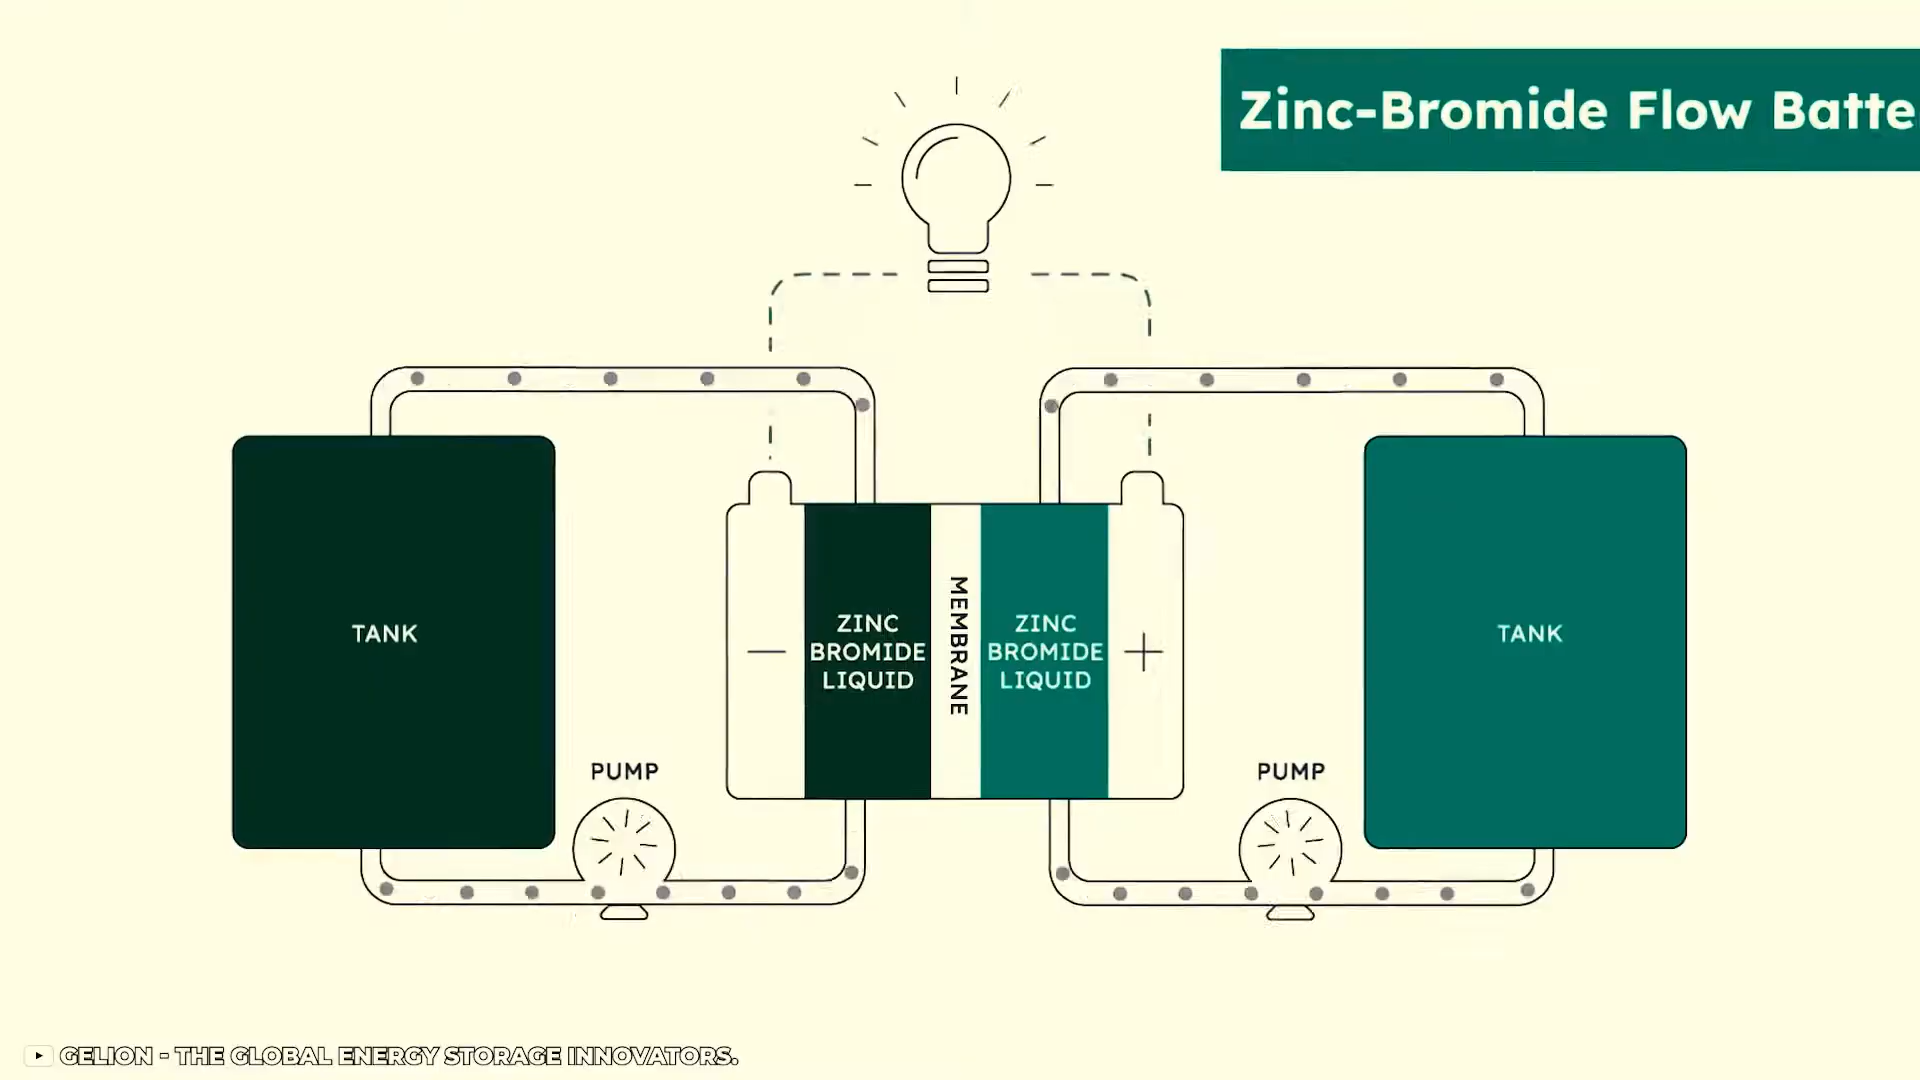 Zinc-Bromide Flow Batte
TANK
ZINC
BROMIDE
LIQUID
MEMBRANE
ZINC
BROMIDE
LIQUID
TANK
PUMP
PUMP
GELION - THE GLOBAL ENERGY STORAGE INNOVATORS.